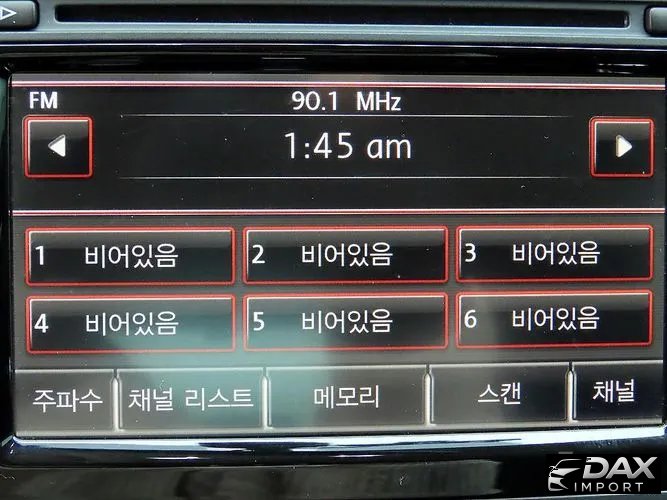 FM 90.1 MHz
1:45 am
1 비어있음 2 비어있음 3 비어있음
4 비어있음 5 비어있음 6 비어있음
주파수 채널 리스트 메모리 스캔 채널
DAX
IMPORT